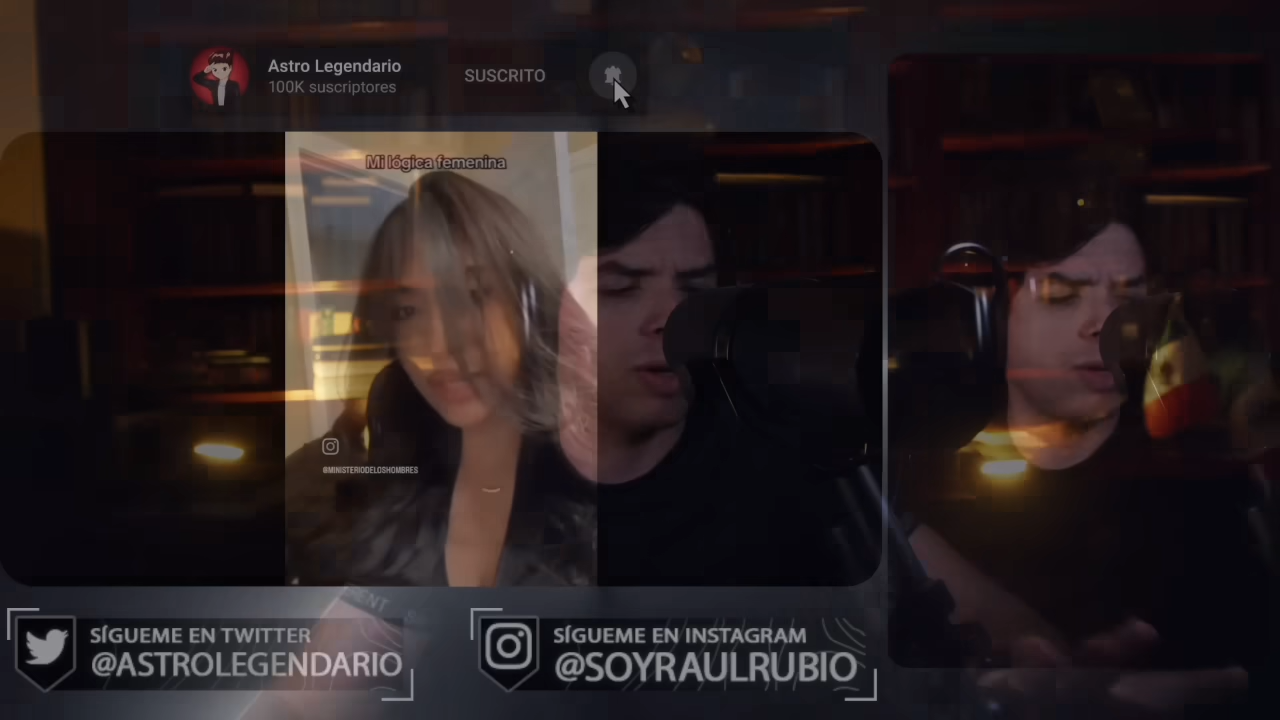 Astro Legendario
100K suscriptores
SUSCRITO
Mi lógica femenina
@MINISTERIODELOSHOMBRES
SÍGUEME EN TWITTER
@ASTROLEGENDARIO
SÍGUEME EN INSTAGRAM
@SOYRAULRUBIO